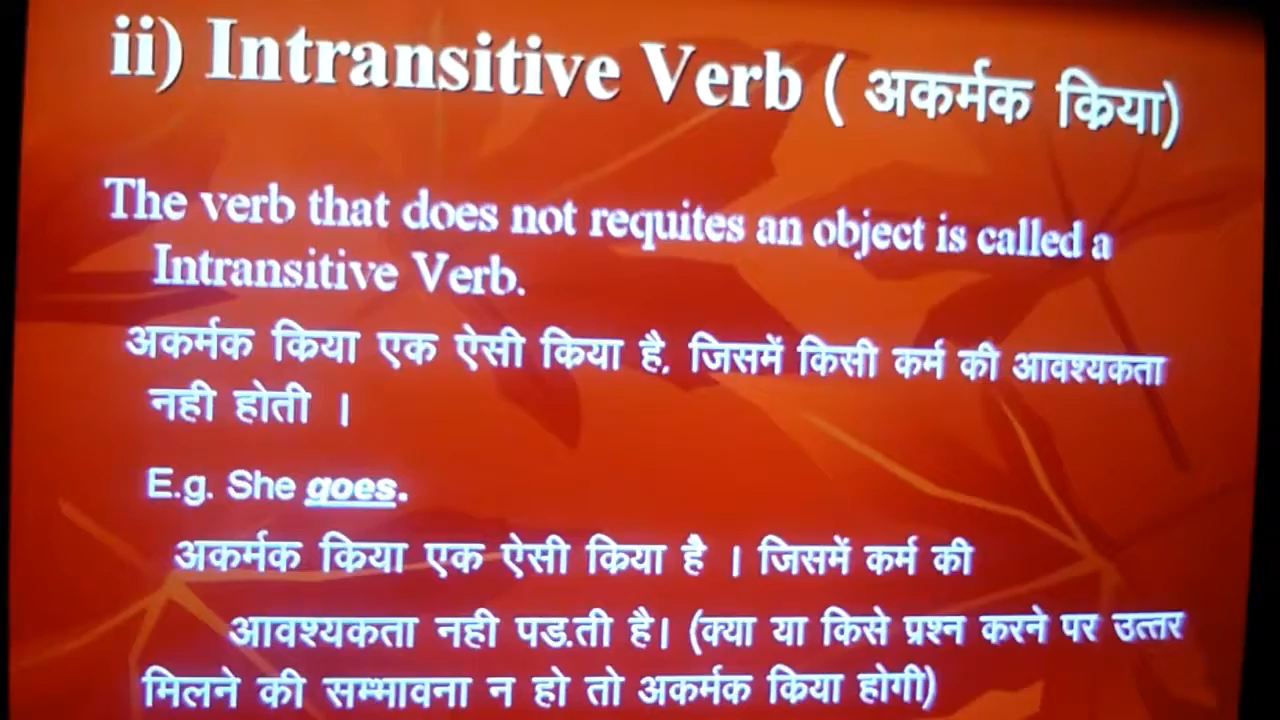 ii) Intransitive Verb ( अकर्मक क्रिया)
The verb that does not requites an object is called a
Intransitive Verb.
अकर्मक क्रिया एक ऐसी क्रिया है, जिसमें किसी कर्म की आवश्यकता
नही होती ।
E.g. She goes.
अकर्मक क्रिया एक ऐसी क्रिया है । जिसमें कर्म की
आवश्यकता नही पड.ती है। (क्या या किसे प्रश्न करने पर उत्तर
मिलने की सम्भावना न हो तो अकर्मक क्रिया होगी)